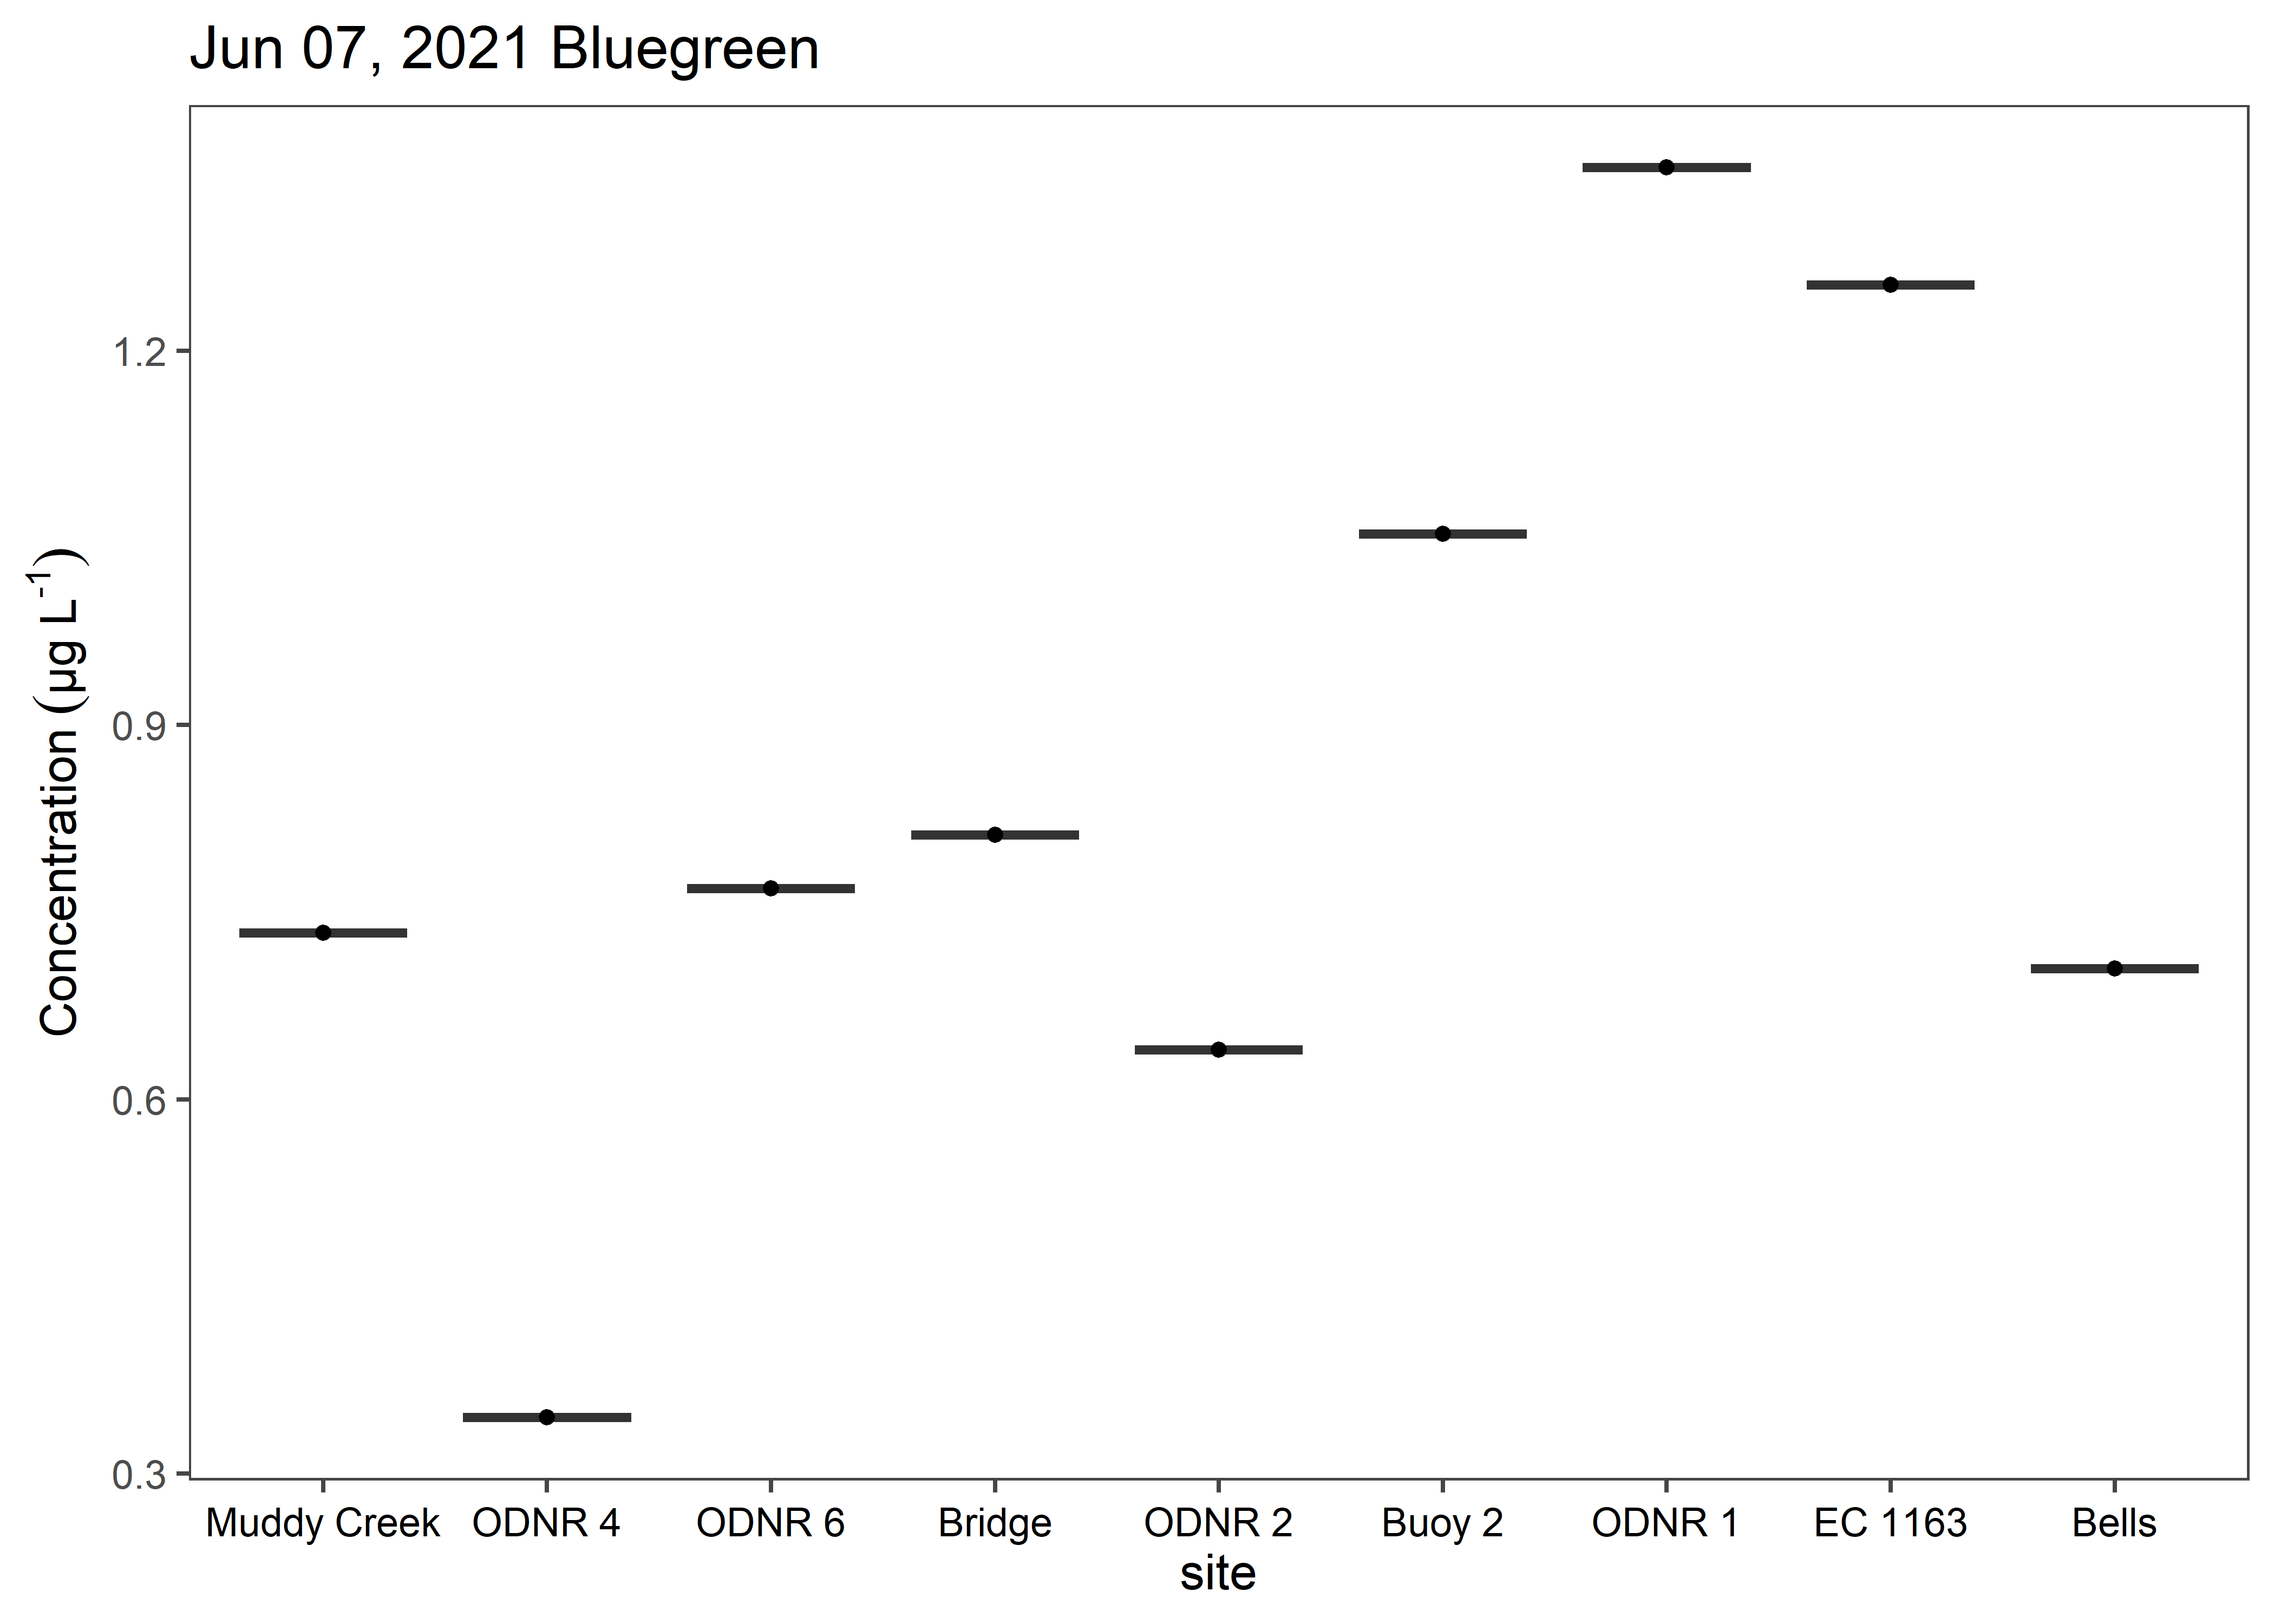 Jun 07, 2021 Bluegreen
Concentration (µg L⁻¹)
1.2
0.9
0.6
0.3
Muddy Creek ODNR 4 ODNR 6 Bridge ODNR 2 Buoy 2 ODNR 1 EC 1163 Bells
site